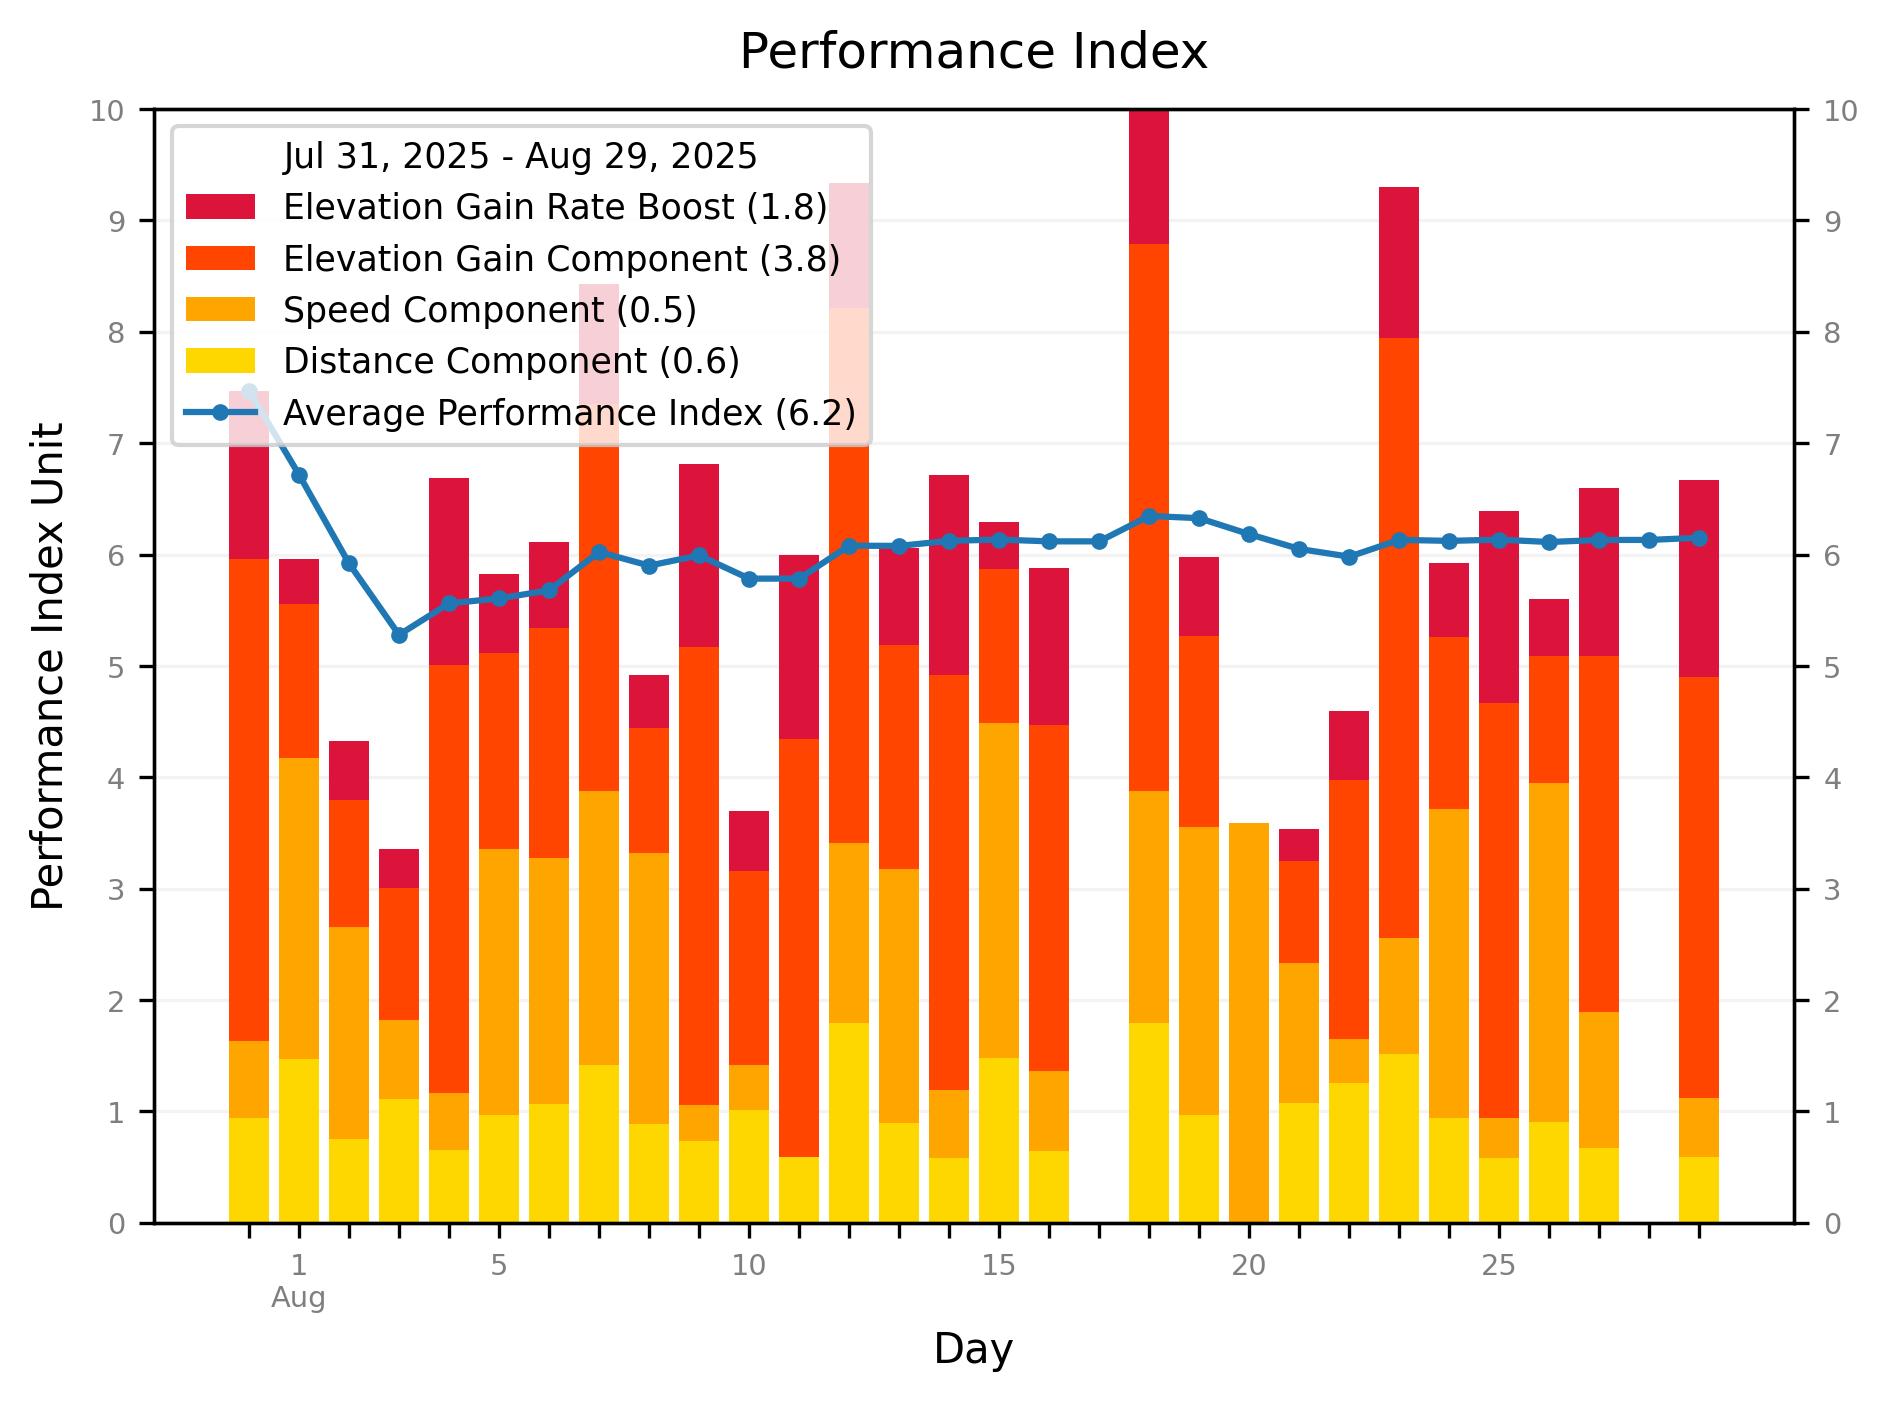 Performance Index
Jul 31, 2025 - Aug 29, 2025
Elevation Gain Rate Boost (1.8)
Elevation Gain Component (3.8)
Speed Component (0.5)
Distance Component (0.6)
Average Performance Index (6.2)
Performance Index Unit
10
9
8
7
6
5
4
3
2
1
0
10
9
8
7
6
5
4
3
2
1
0
1 5 10 15 20 25
Aug
Day